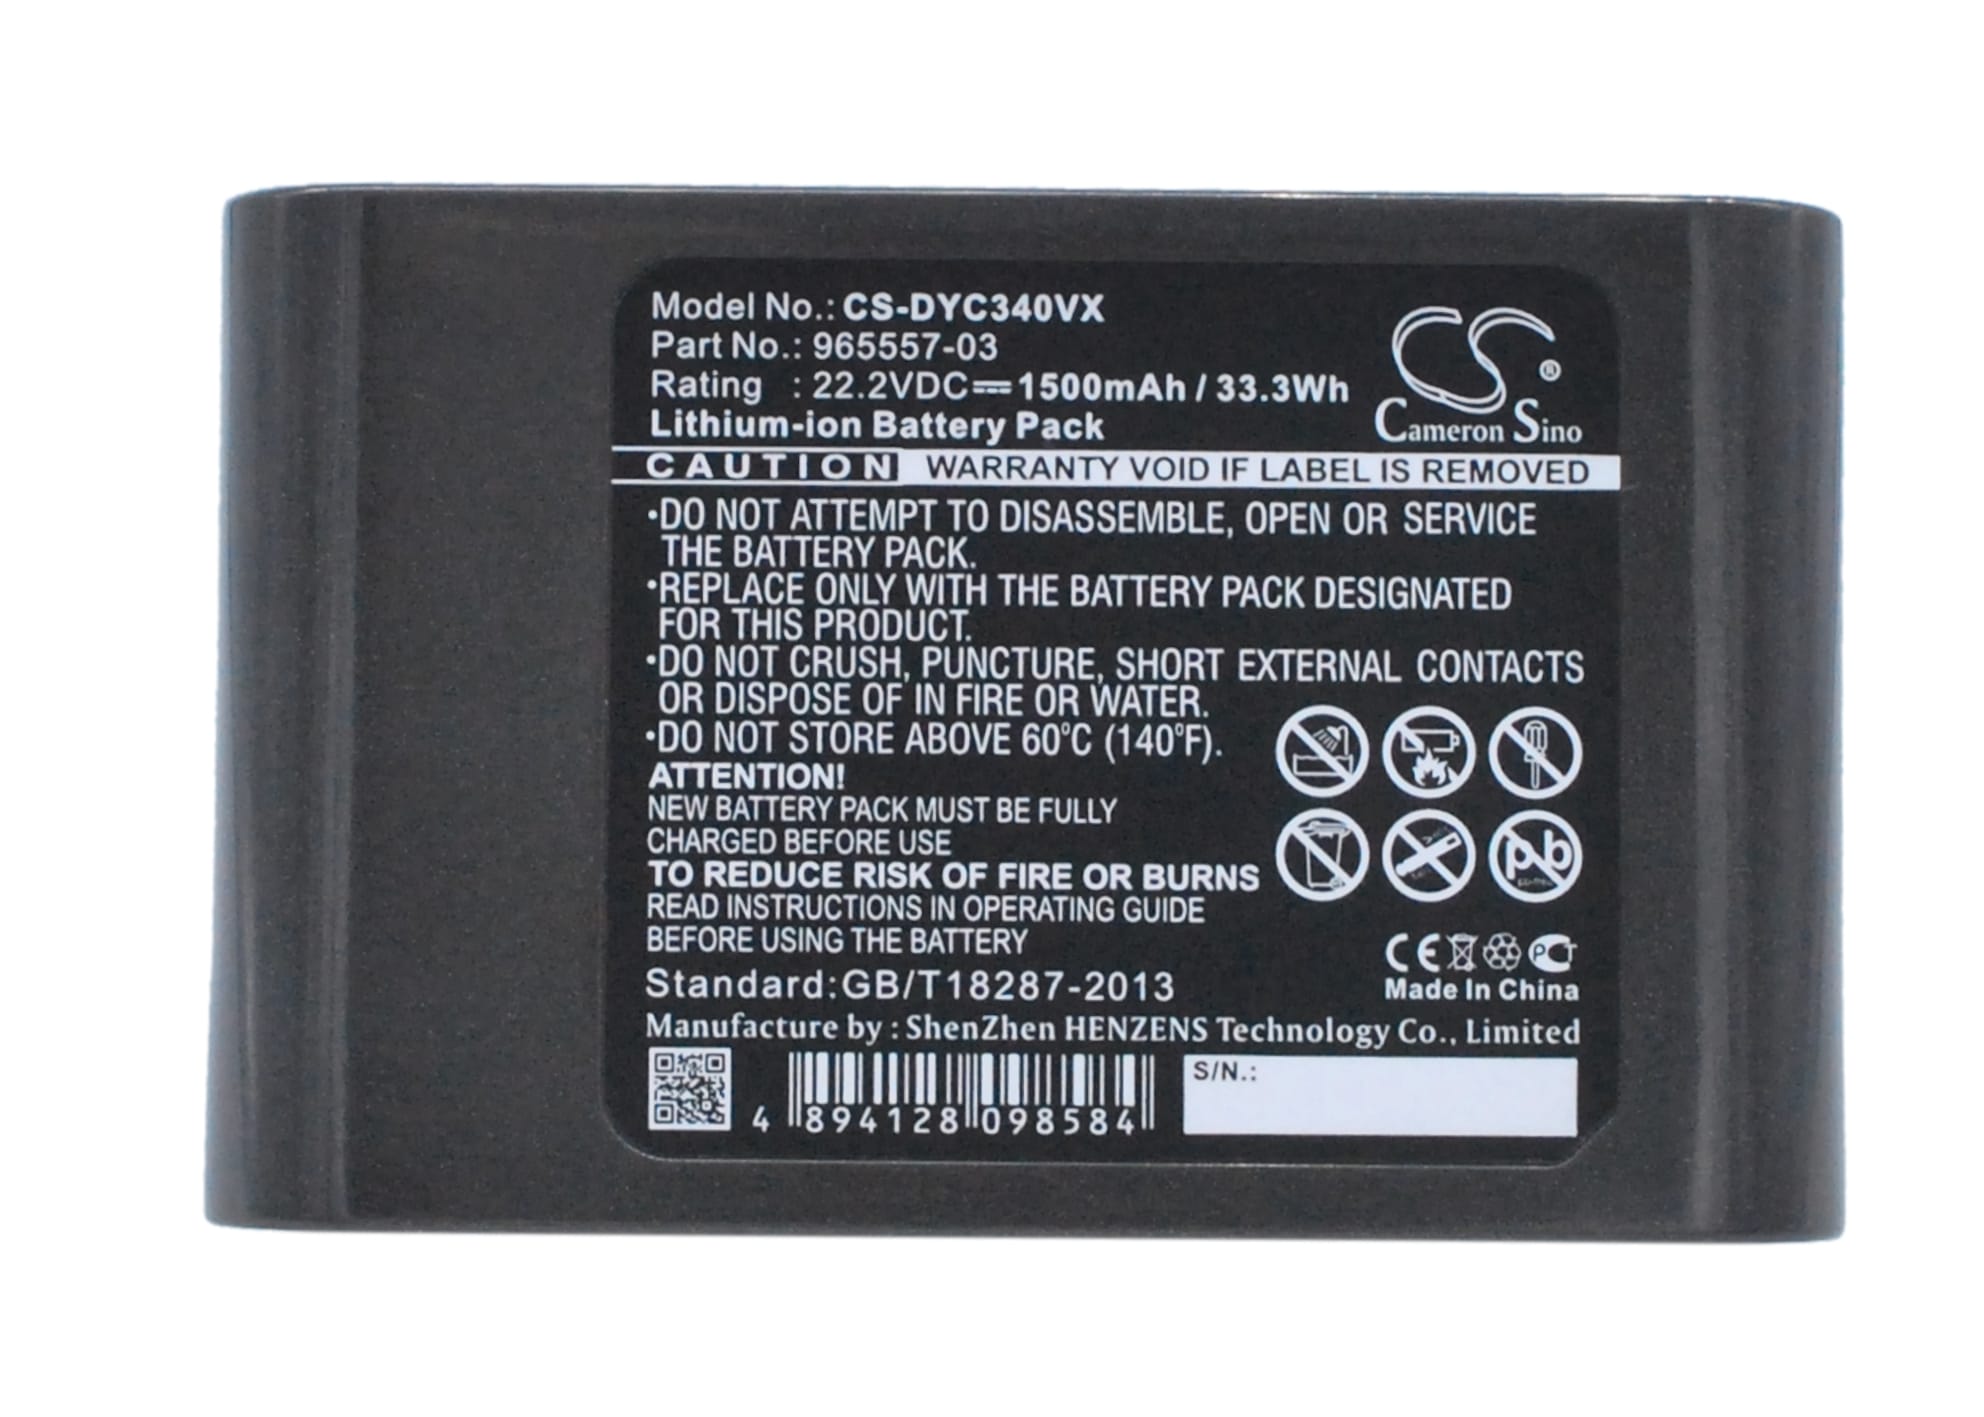 Model No.: CS-DYC340VX
Part No.: 965557-03
Rating : 22.2VDC⎓1500mAh / 33.3Wh
Lithium-ion Battery Pack
CS®
Cameron Sino
CAUTION WARRANTY VOID IF LABEL IS REMOVED
•DO NOT ATTEMPT TO DISASSEMBLE, OPEN OR SERVICE
THE BATTERY PACK.
•REPLACE ONLY WITH THE BATTERY PACK DESIGNATED
FOR THIS PRODUCT.
•DO NOT CRUSH, PUNCTURE, SHORT EXTERNAL CONTACTS
OR DISPOSE OF IN FIRE OR WATER.
•DO NOT STORE ABOVE 60°C (140°F).
ATTENTION!
NEW BATTERY PACK MUST BE FULLY
CHARGED BEFORE USE
TO REDUCE RISK OF FIRE OR BURNS
READ INSTRUCTIONS IN OPERATING GUIDE
BEFORE USING THE BATTERY
Pb
CE PCT
Made In China
Standard:GB/T18287-2013
Manufacture by : ShenZhen HENZENS Technology Co., Limited
4 894128 098584
S/N.: